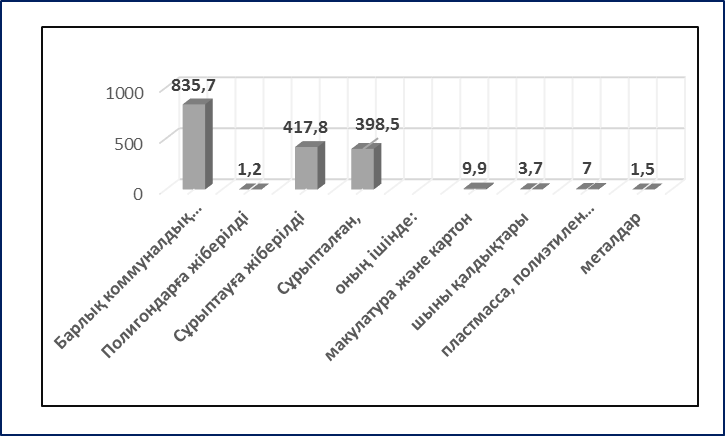 835,7
1,2
417,8
398,5
9,9
3,7
7
1,5
1000
500
0
Барлық коммуналдық...
Полигондарға жіберілді
Сұрыптауға жіберілді
Сұрыпталған,
оның ішінде:
макулатура және картон
шыны қалдықтары
пластмасса, полиэтилен...
металдар